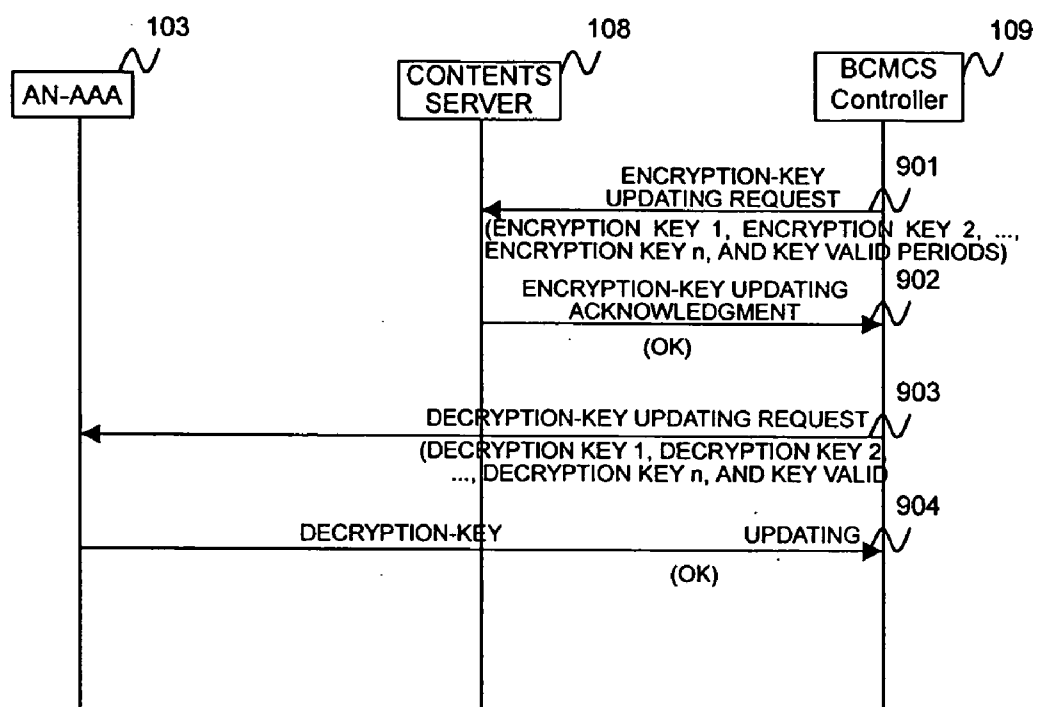 103
108
109
AN-AAA
CONTENTS
SERVER
BCMCS
Controller
901
ENCRYPTION-KEY
UPDATING REQUEST
(ENCRYPTION KEY 1, ENCRYPTION KEY 2, ...,
ENCRYPTION KEY n, AND KEY VALID PERIODS)
902
ENCRYPTION-KEY UPDATING
ACKNOWLEDGMENT
(OK)
903
DECRYPTION-KEY UPDATING REQUEST
(DECRYPTION KEY 1, DECRYPTION KEY 2,
..., DECRYPTION KEY n, AND KEY VALID
904
DECRYPTION-KEY UPDATING
(OK)